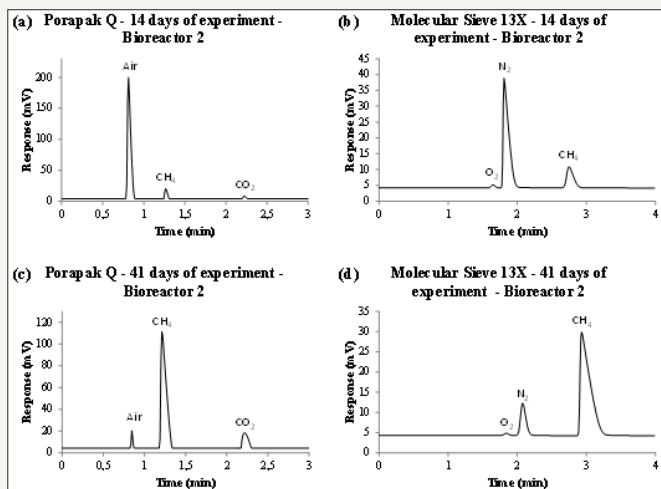 (a) Porapak Q - 14 days of experiment -
Bioreactor 2
Response (mV)
200
150
100
50
0
Air
CH₄
CO₂
0 0,5 1 1,5 2 2,5 3
Time (min)
(b) Molecular Sieve 13X - 14 days of
experiment - Bioreactor 2
Response (mV)
45
40
35
30
25
20
15
10
5
0
O₂
N₂
CH₄
0 1 2 3 4
Time (min)
(c) Porapak Q - 41 days of experiment -
Bioreactor 2
Response (mV)
120
100
80
60
40
20
0
Air
CH₄
CO₂
0 0,5 1 1,5 2 2,5 3
Time (min)
(d) Molecular Sieve 13X - 41 days of
experiment - Bioreactor 2
Response (mV)
35
30
25
20
15
10
5
0
O₂
N₂
CH₄
0 1 2 3 4
Time (min)